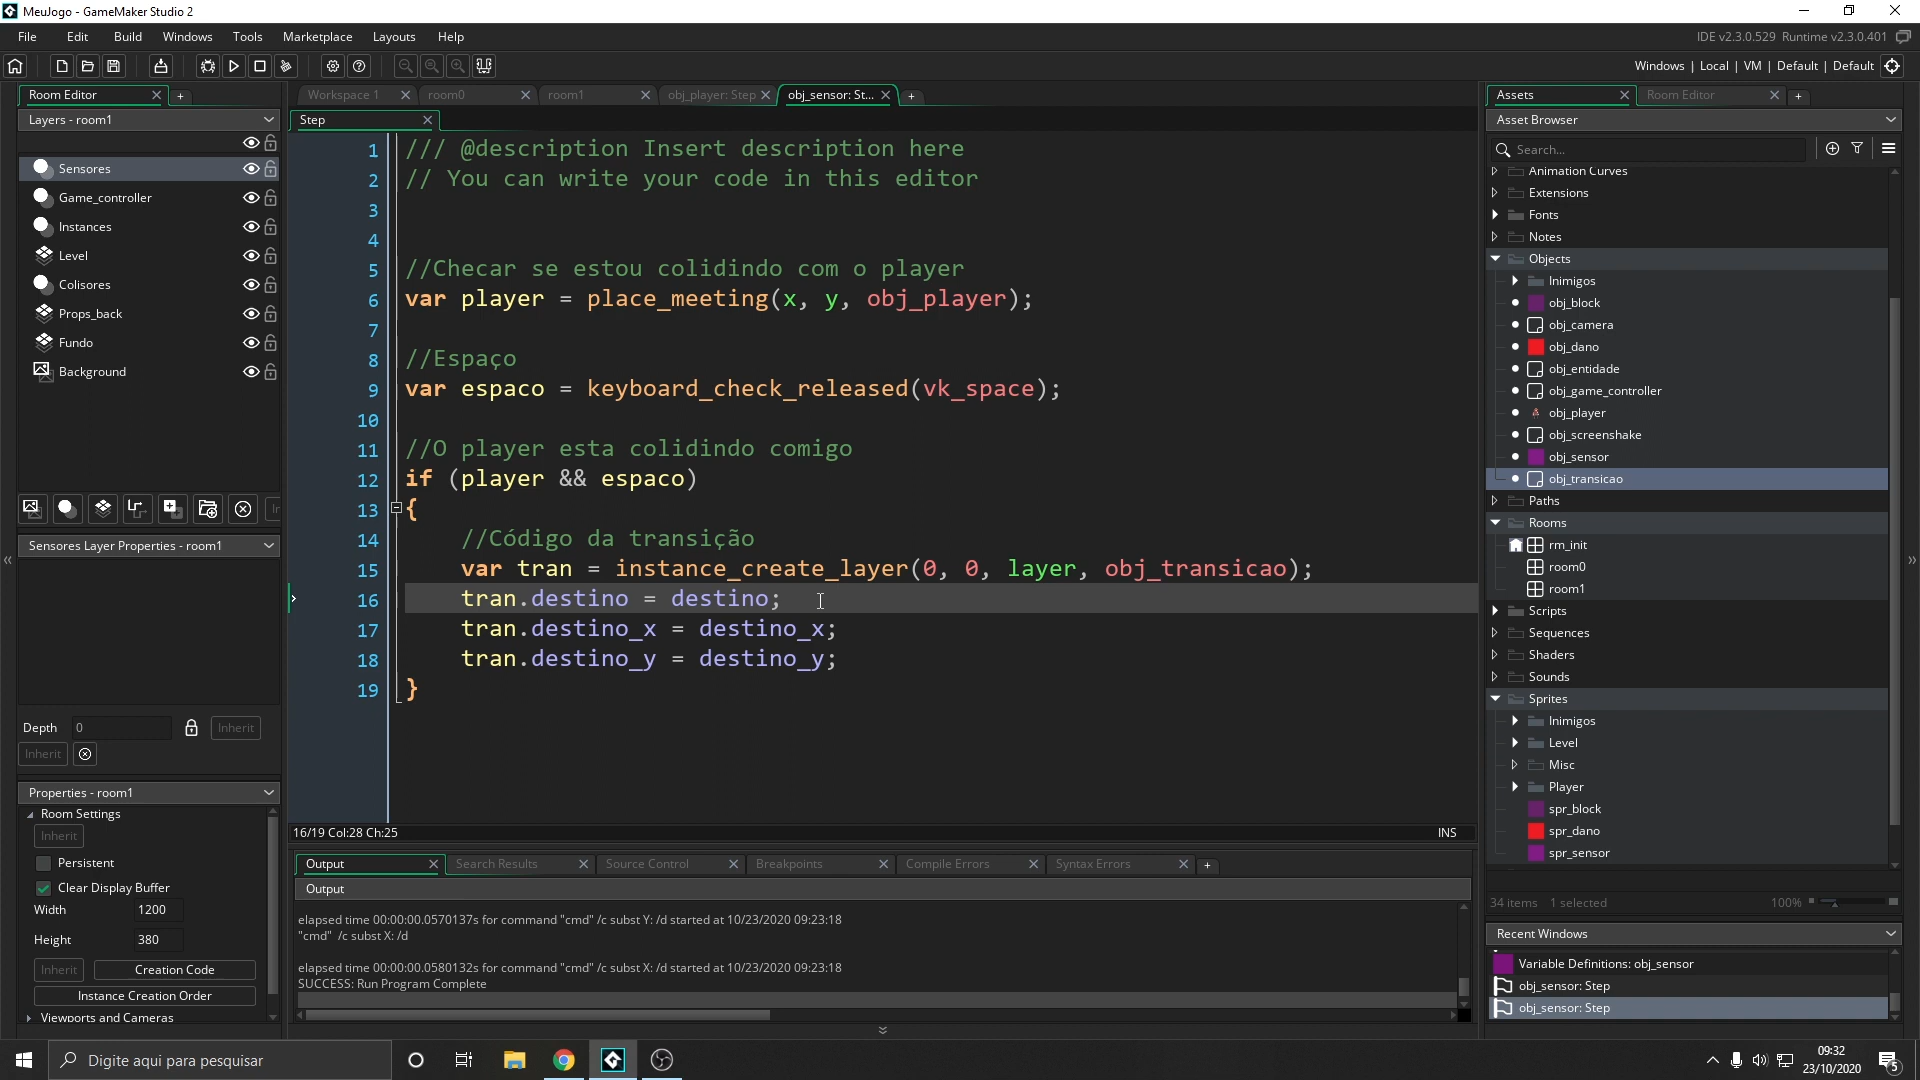 MeuJogo - GameMaker Studio 2
File Edit Build Windows Tools Marketplace Layouts Help
IDE v2.3.0.529 Runtime v2.3.0.401
Windows | Local | VM | Default | Default
Room Editor
Layers - room1
Sensores
Game_controller
Instances
Level
Colisores
Props_back
Fundo
Background
Sensores Layer Properties - room1
Depth 0 Inherit
Inherit
Properties - room1
Room Settings
Inherit
Persistent
Clear Display Buffer
Width 1200
Height 380
Inherit Creation Code
Instance Creation Order
Viewports and Cameras
Workspace 1 room0 room1 obj_player: Step obj_sensor: St...
Step
1 /// @description Insert description here
2 // You can write your code in this editor
3
4
5 //Checar se estou colidindo com o player
6 var player = place_meeting(x, y, obj_player);
7
8 //Espaço
9 var espaco = keyboard_check_released(vk_space);
10
11 //O player esta colidindo comigo
12 if (player && espaco)
13 {
14 //Código da transição
15 var tran = instance_create_layer(0, 0, layer, obj_transicao);
16 tran.destino = destino;
17 tran.destino_x = destino_x;
18 tran.destino_y = destino_y;
19 }
16/19 Col:28 Ch:25 INS
Output Search Results Source Control Breakpoints Compile Errors Syntax Errors
Output
elapsed time 00:00:00.0570137s for command "cmd" /c subst Y: /d started at 10/23/2020 09:23:18
"cmd" /c subst X: /d
elapsed time 00:00:00.0580132s for command "cmd" /c subst X: /d started at 10/23/2020 09:23:18
SUCCESS: Run Program Complete
Assets Room Editor
Asset Browser
Search...
Animation Curves
Extensions
Fonts
Notes
Objects
Inimigos
obj_block
obj_camera
obj_dano
obj_entidade
obj_game_controller
obj_player
obj_screenshake
obj_sensor
obj_transicao
Paths
Rooms
rm_init
room0
room1
Scripts
Sequences
Shaders
Sounds
Sprites
Inimigos
Level
Misc
Player
spr_block
spr_dano
spr_sensor
34 items 1 selected 100%
Recent Windows
Variable Definitions: obj_sensor
obj_sensor: Step
obj_sensor: Step
Digite aqui para pesquisar
09:32
23/10/2020
5